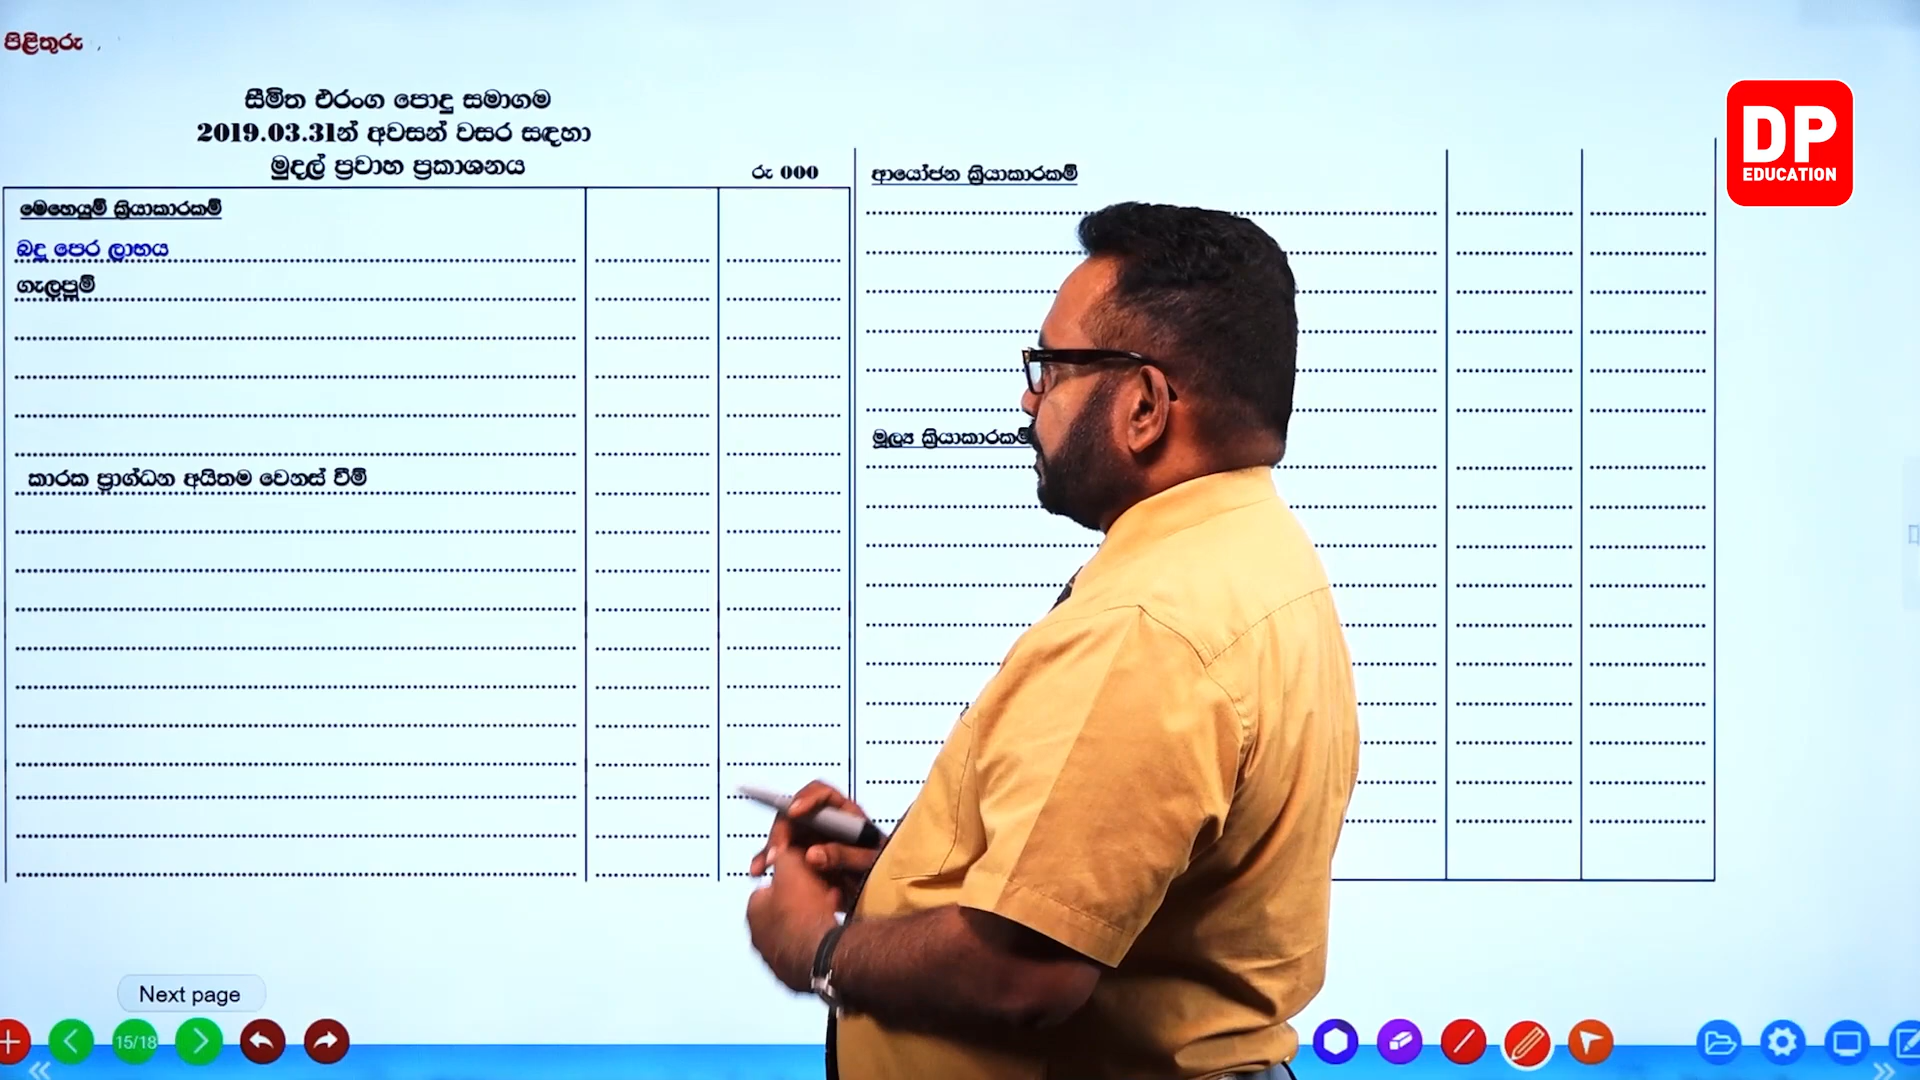 පිළිතුරු
සීමිත එරංග පොදු සමාගම
2019.03.31න් අවසන් වසර සඳහා
මුදල් ප්‍රවාහ ප්‍රකාශනය
රු 000
මෙහෙයුම් ක්‍රියාකාරකම්
බදු පෙර ලාභය
ගැලපුම්
කාරක ප්‍රාග්ධන අයිතම වෙනස් වීම්
ආයෝජන ක්‍රියාකාරකම්
මූල්‍ය ක්‍රියාකාරකම්
DP
EDUCATION
Next page
15/18